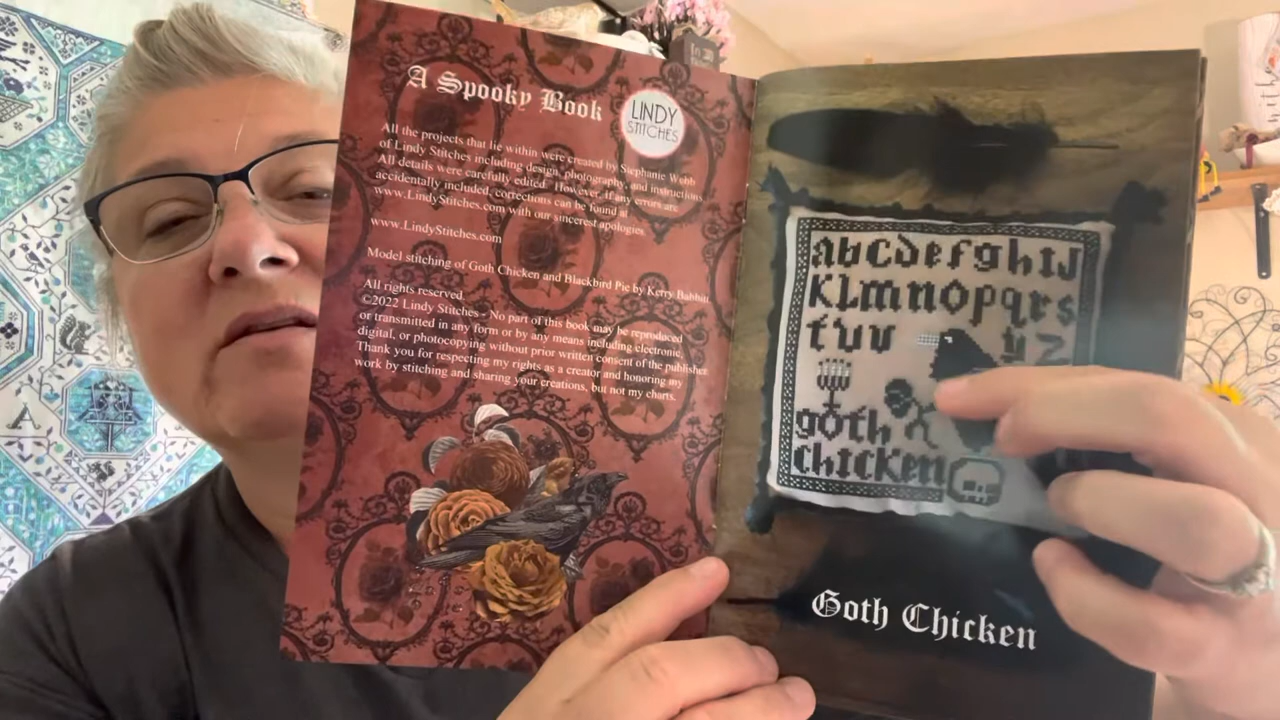 A Spooky Book
LINDY
STITCHES
All the projects that lie within were created by Stephanie Webb
of Lindy Stitches including design, photography, and instructions.
All details were carefully edited. However, if any errors are
accidentally included, corrections can be found at
www.LindyStitches.com with our sincerest apologies.
www.LindyStitches.com
Model stitching of Goth Chicken and Blackbird Pie by Kerry Babbitt.
All rights reserved.
©2022 Lindy Stitches - No part of this book may be reproduced
or transmitted in any form or by any means including electronic,
digital, or photocopying without prior written consent of the publisher.
Thank you for respecting my rights as a creator and honoring my
work by stitching and sharing your creations, but not my charts.
abcdefghij
klmnopqrs
tuv yz
goth
chicken
Goth Chicken